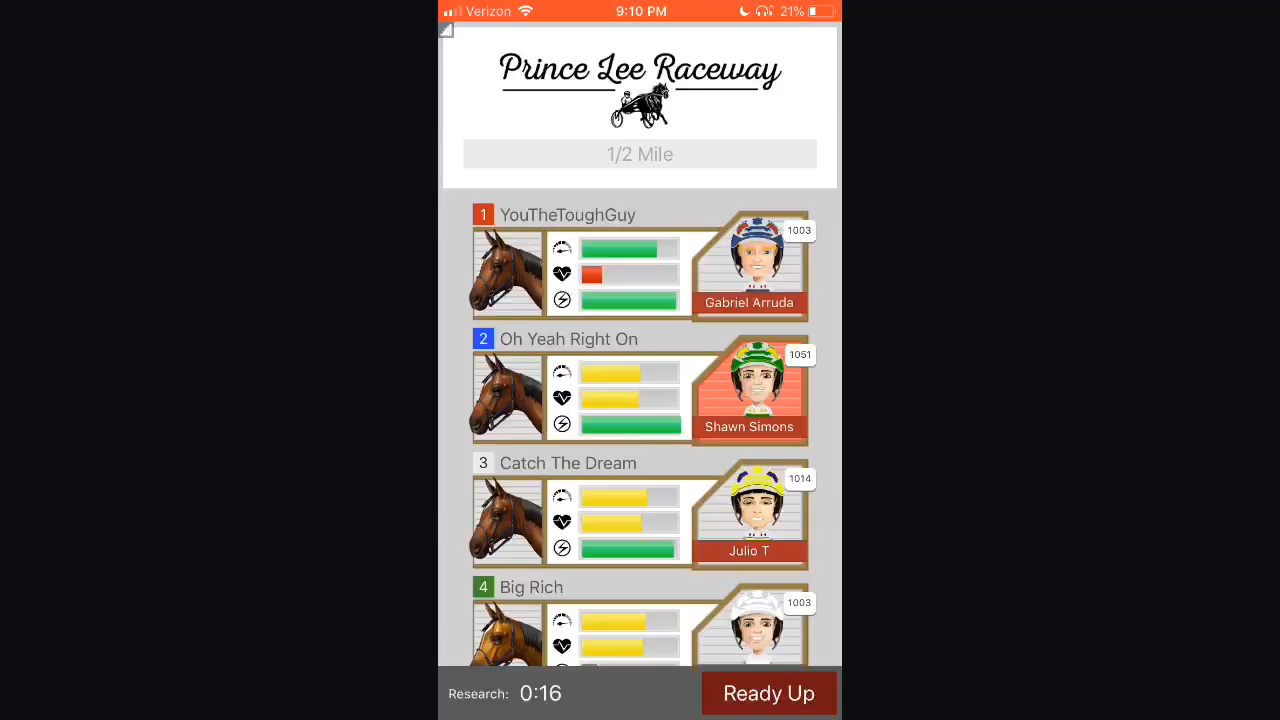 Verizon 9:10 PM 21%
Prince Lee Raceway
1/2 Mile
1 YouTheToughGuy
1003
Gabriel Arruda
2 Oh Yeah Right On
1051
Shawn Simons
3 Catch The Dream
1014
Julio T
4 Big Rich
1003
Research: 0:16 Ready Up